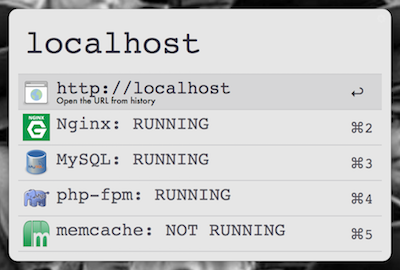 localhost
http://localhost
Open the URL from history
↩
Nginx: RUNNING
⌘2
MySQL: RUNNING
⌘3
php-fpm: RUNNING
⌘4
memcache: NOT RUNNING
⌘5